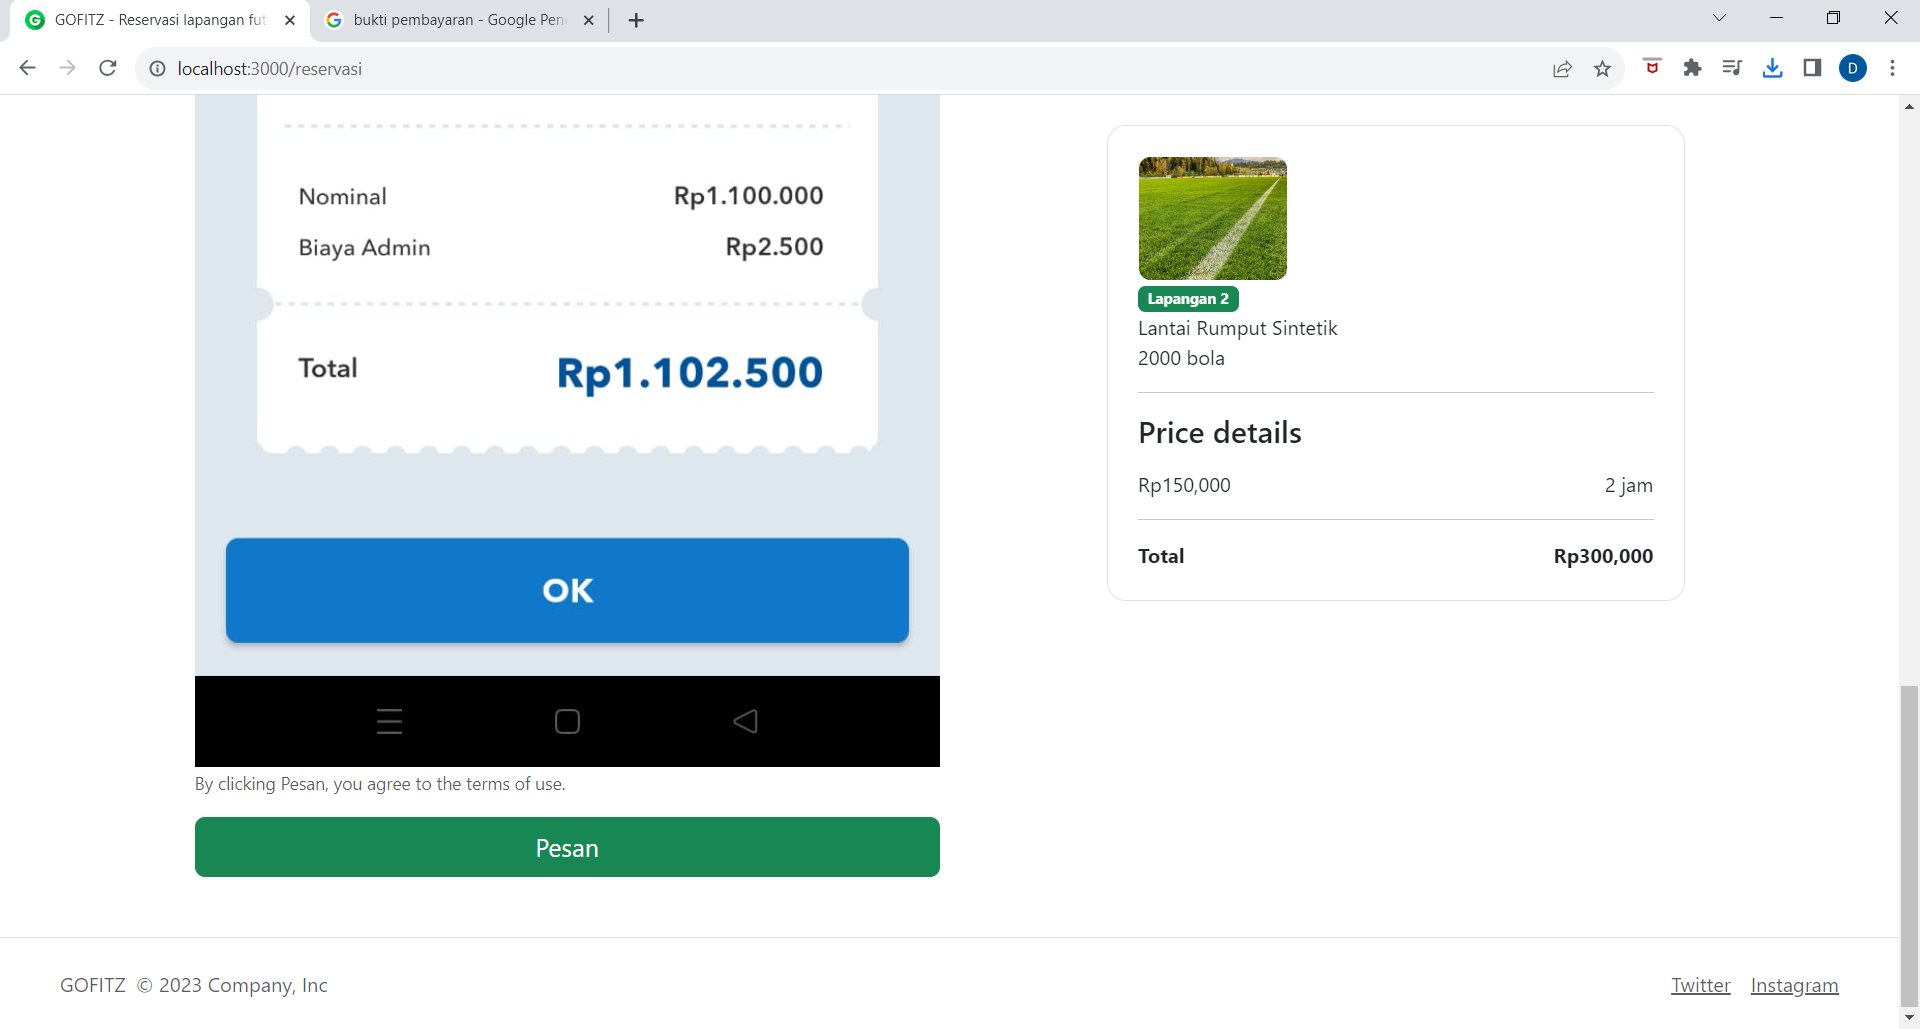 GOFITZ - Reservasi lapangan fut
bukti pembayaran - Google Pen
localhost:3000/reservasi
D
Nominal Rp1.100.000
Biaya Admin Rp2.500
Total Rp1.102.500
OK
By clicking Pesan, you agree to the terms of use.
Pesan
Lapangan 2
Lantai Rumput Sintetik
2000 bola
Price details
Rp150,000 2 jam
Total Rp300,000
GOFITZ © 2023 Company, Inc
Twitter Instagram